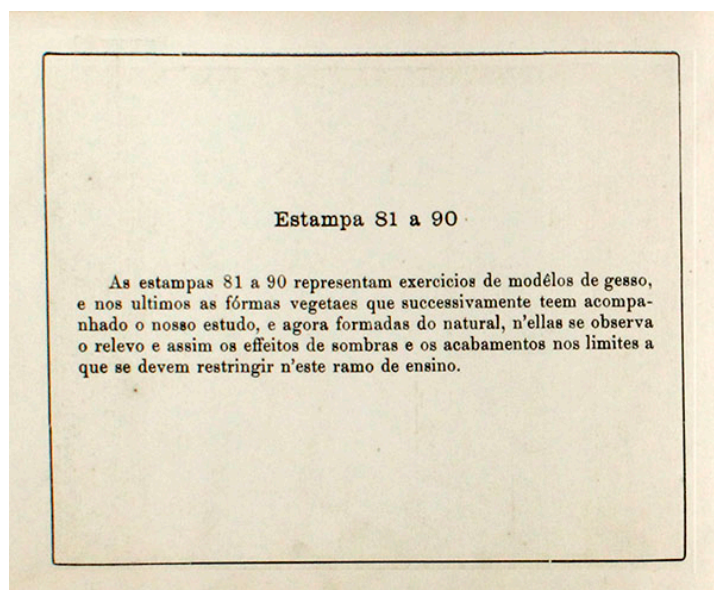 Estampa 81 a 90
As estampas 81 a 90 representam exercicios de modêlos de gesso,
e nos ultimos as fórmas vegetaes que successivamente teem acompa-
nhado o nosso estudo, e agora formadas do natural, n'ellas se observa
o relevo e assim os effeitos de sombras e os acabamentos nos limites a
que se devem restringir n'este ramo de ensino.